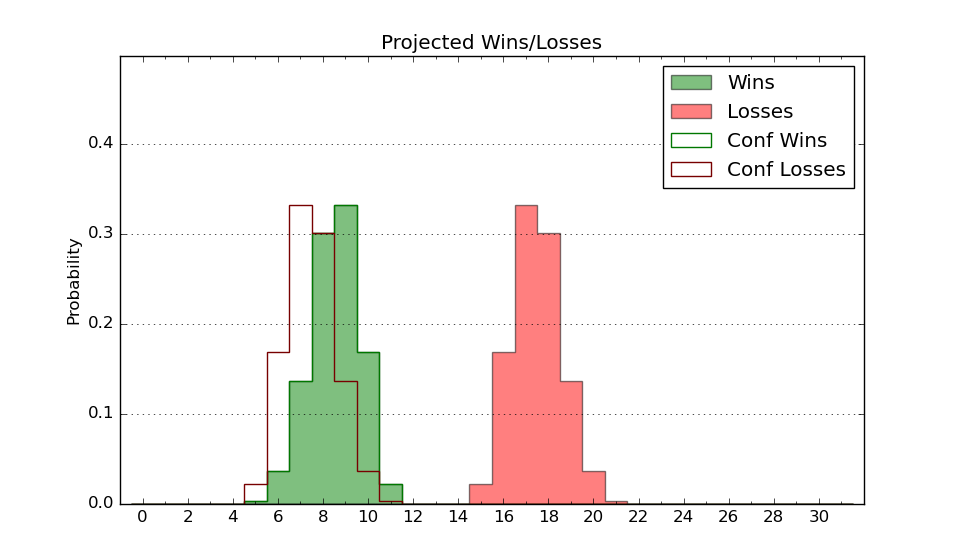 Projected Wins/Losses
Wins
Losses
Conf Wins
Conf Losses
Probability
0.4
0.3
0.2
0.1
0.0
0 2 4 6 8 10 12 14 16 18 20 22 24 26 28 30